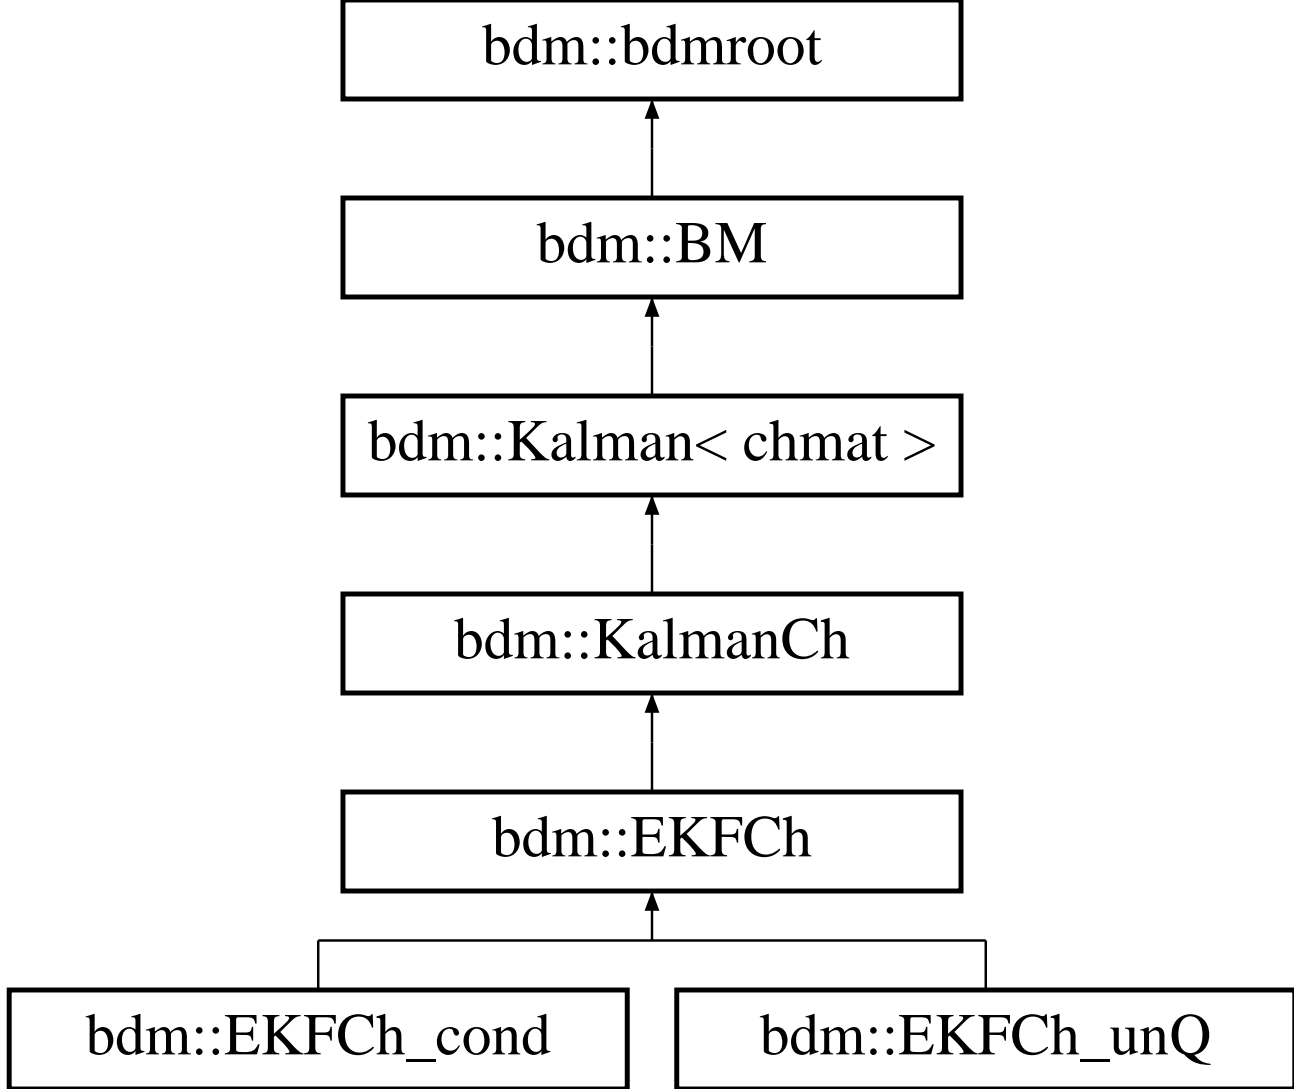 bdm::bdmroot
bdm::BM
bdm::Kalman< chmat >
bdm::KalmanCh
bdm::EKFCh
bdm::EKFCh_cond
bdm::EKFCh_unQ